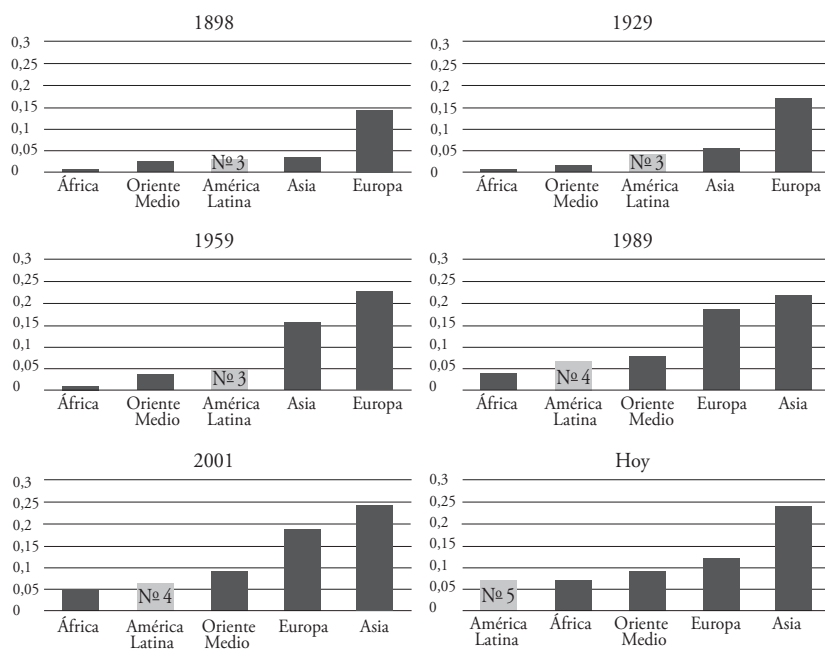 1898
0,3
0,25
0,2
0,15
0,1
0,05
0
Nº 3
África
Oriente
Medio
América
Latina
Asia
Europa
1929
0,3
0,25
0,2
0,15
0,1
0,05
0
Nº 3
África
Oriente
Medio
América
Latina
Asia
Europa
1959
0,3
0,25
0,2
0,15
0,1
0,05
0
Nº 3
África
Oriente
Medio
América
Latina
Asia
Europa
1989
0,3
0,25
0,2
0,15
0,1
0,05
0
Nº 4
África
América
Latina
Oriente
Medio
Europa
Asia
2001
0,3
0,25
0,2
0,15
0,1
0,05
0
Nº 4
África
América
Latina
Oriente
Medio
Europa
Asia
Hoy
0,3
0,25
0,2
0,15
0,1
0,05
0
Nº 5
América
Latina
África
Oriente
Medio
Europa
Asia